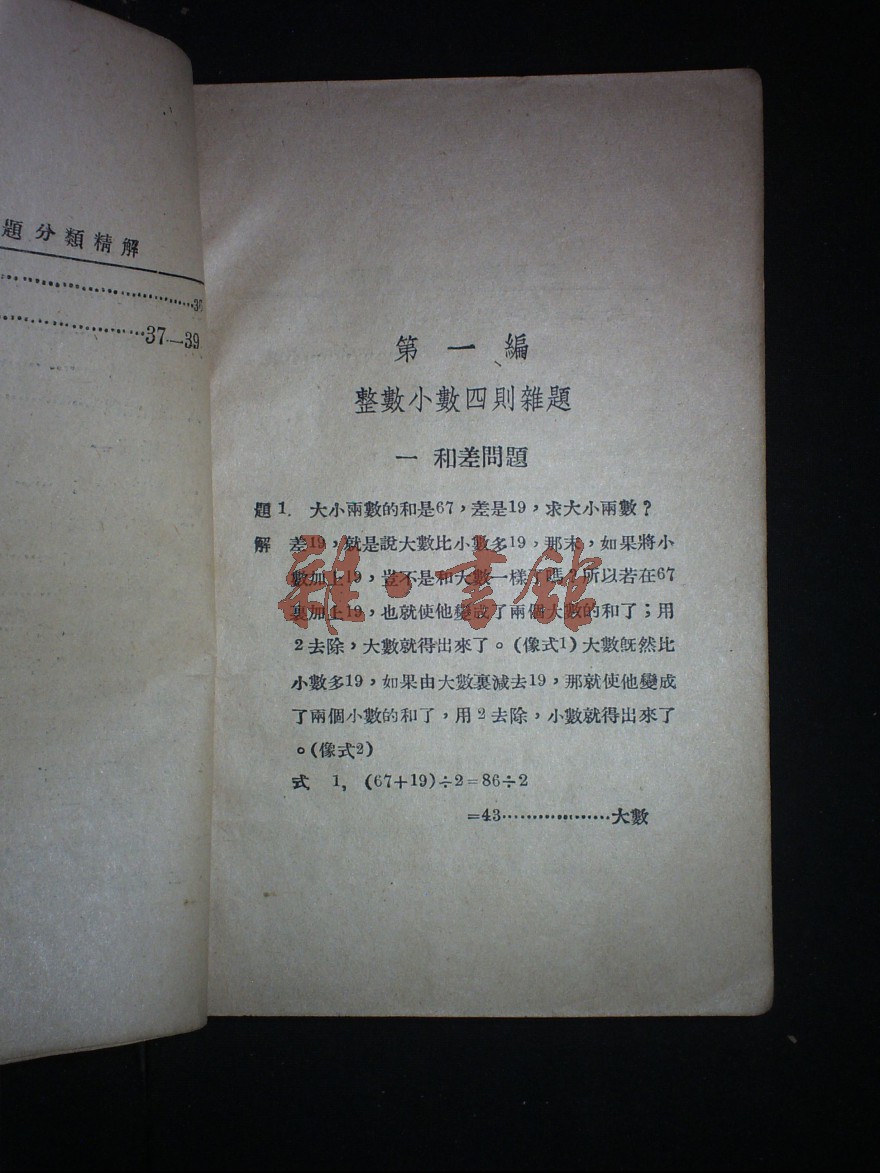 題分類精解
36
37—39
第一編
整數小數四則雜題
一 和差問題
題1. 大小兩數的和是67，差是19，求大小兩數？
解 差19，就是說大數比小數多19，那末，如果將小
數加上19，豈不是和大數一樣了嗎？所以若在67
裏加上19，也就使他變成了兩個大數的和了；用
2去除，大數就得出來了。(像式1)大數旣然比
小數多19，如果由大數裏減去19，那就使他變成
了兩個小數的和了，用2去除，小數就得出來了
。(像式2)
式 1, (67+19)÷2=86÷2
=43··················大數
雜·書館